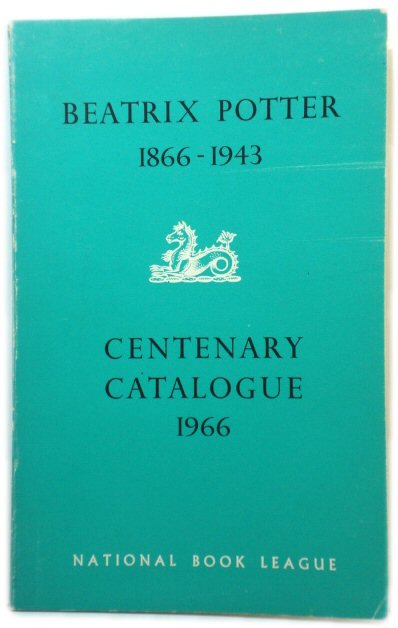 BEATRIX POTTER
1866-1943
CENTENARY
CATALOGUE
1966
NATIONAL BOOK LEAGUE